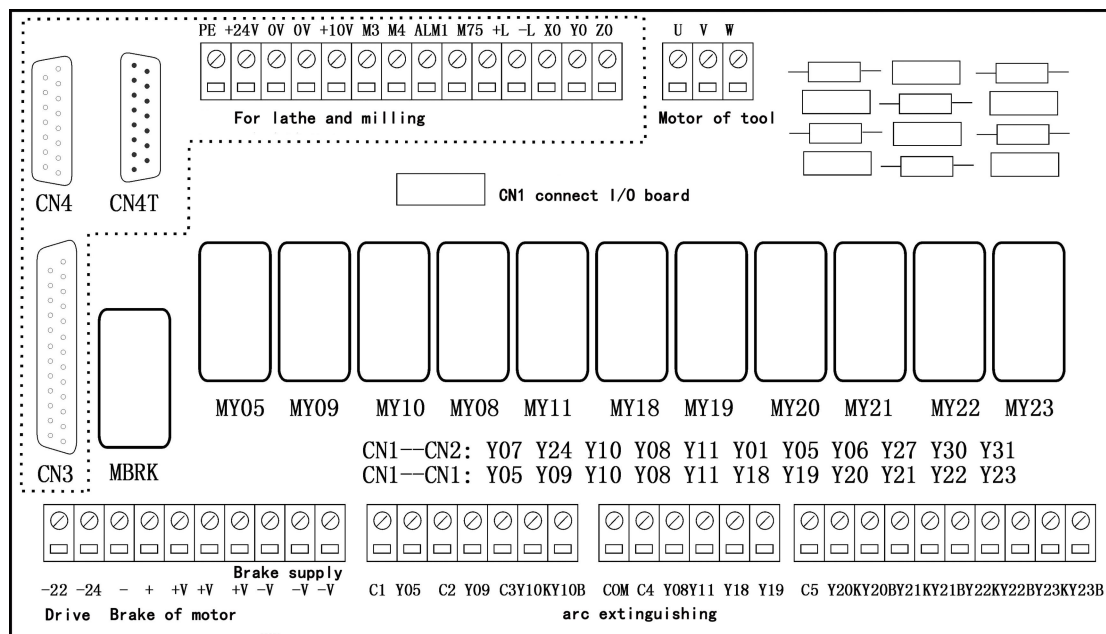 PE +24V 0V 0V +10V M3 M4 ALM1 M75 +L -L X0 Y0 Z0
U V W
For lathe and milling
Motor of tool
CN4 CN4T
CN1 connect I/O board
MY05 MY09 MY10 MY08 MY11 MY18 MY19 MY20 MY21 MY22 MY23
CN1--CN2: Y07 Y24 Y10 Y08 Y11 Y01 Y05 Y06 Y27 Y30 Y31
CN3 MBRK
CN1--CN1: Y05 Y09 Y10 Y08 Y11 Y18 Y19 Y20 Y21 Y22 Y23
Brake supply
-22 -24 - + +V +V +V -V -V -V
C1 Y05 C2 Y09 C3Y10KY10B
COM C4 Y08Y11 Y18 Y19
C5 Y20KY20BY21KY21BY22KY22BY23KY23B
Drive Brake of motor
arc extinguishing